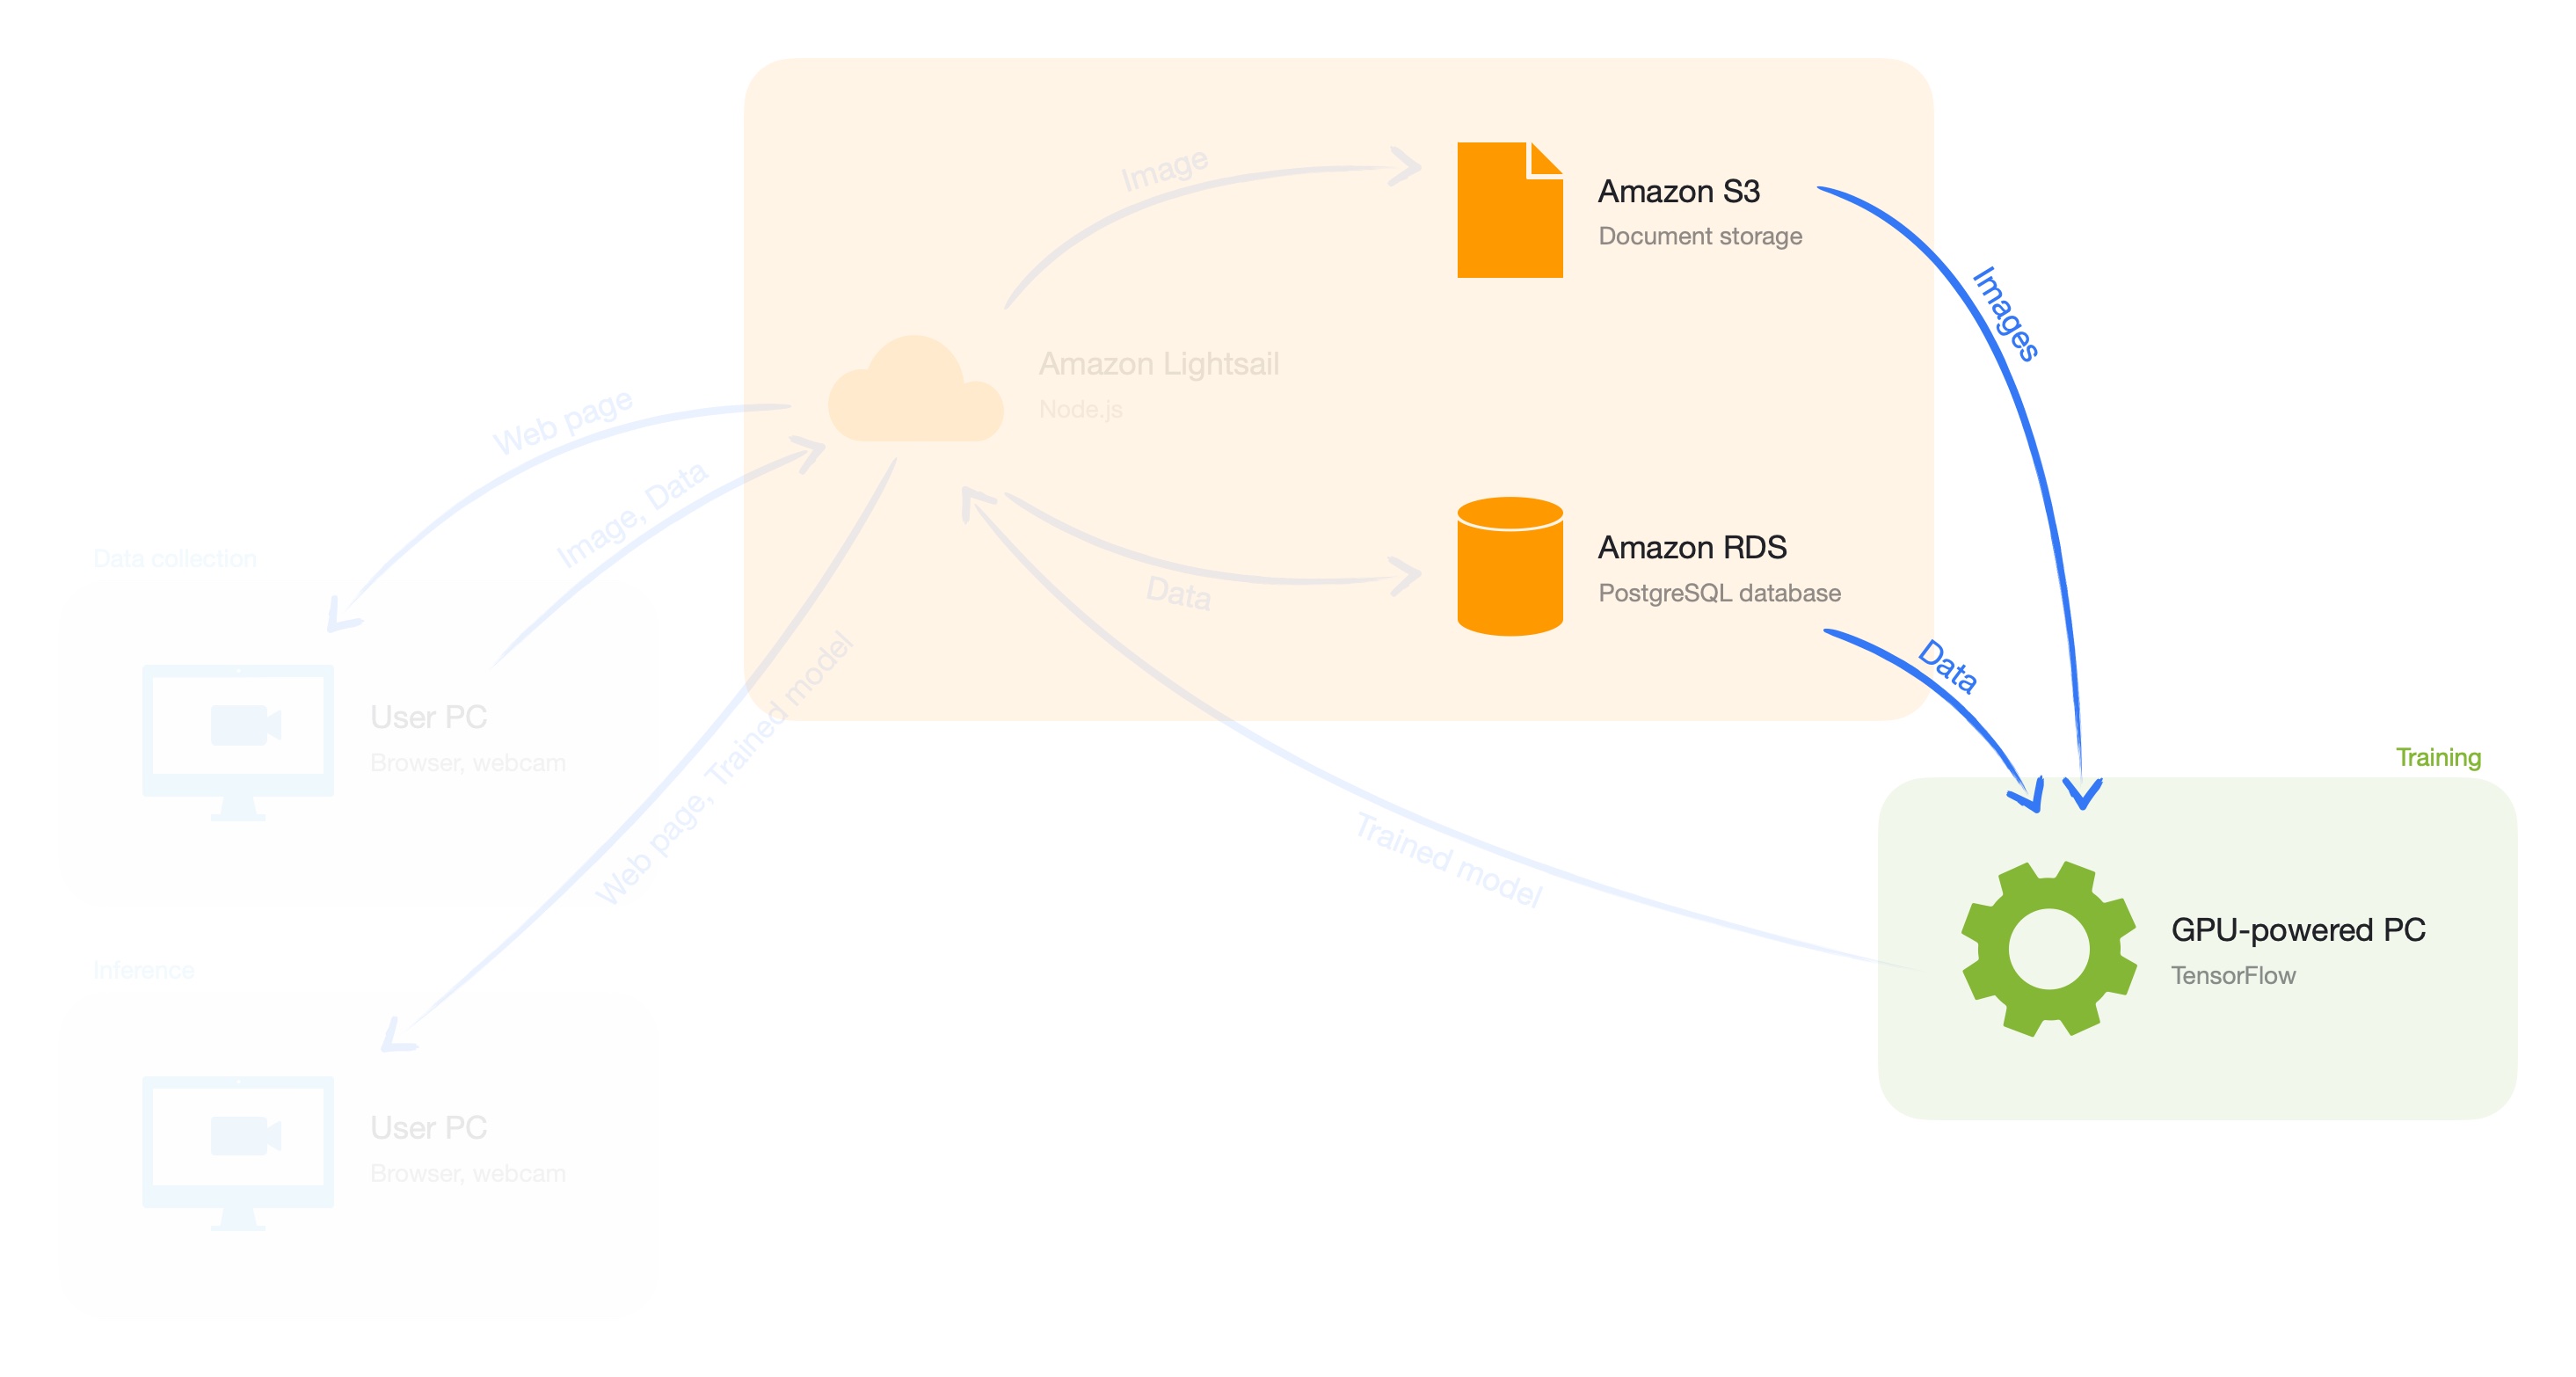 Image
Amazon S3
Document storage
Images
Amazon Lightsail
Node.js
Web page
Image, Data
Data collection
User PC
Browser, webcam
Data
Amazon RDS
PostgreSQL database
Data
Web page, Trained model
Trained model
Training
GPU-powered PC
TensorFlow
Inference
User PC
Browser, webcam